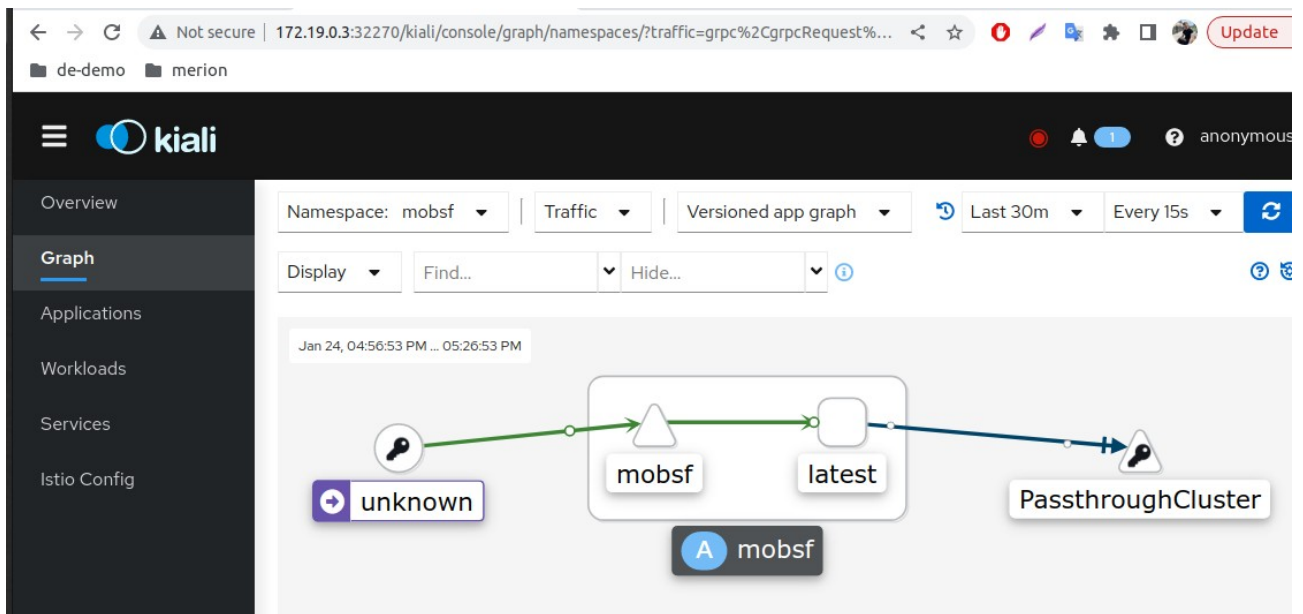 Not secure | 172.19.0.3:32270/kiali/console/graph/namespaces/?traffic=grpc%2CgrpcRequest%... Update
de-demo merion
kiali 1 anonymous
Overview
Graph
Applications
Workloads
Services
Istio Config
Namespace: mobsf Traffic Versioned app graph Last 30m Every 15s
Display Find... Hide...
Jan 24, 04:56:53 PM ... 05:26:53 PM
unknown
mobsf
latest
PassthroughCluster
A mobsf